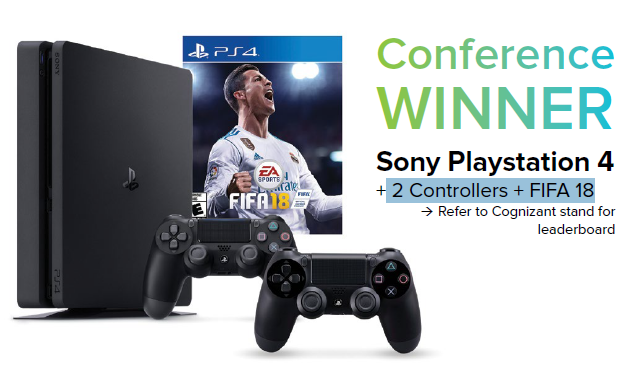 SONY
PS4
PS4
Conference
WINNER
Sony Playstation 4
+ 2 Controllers + FIFA 18
→ Refer to Cognizant stand for
leaderboard
EA
SPORTS
FIFA 18
E